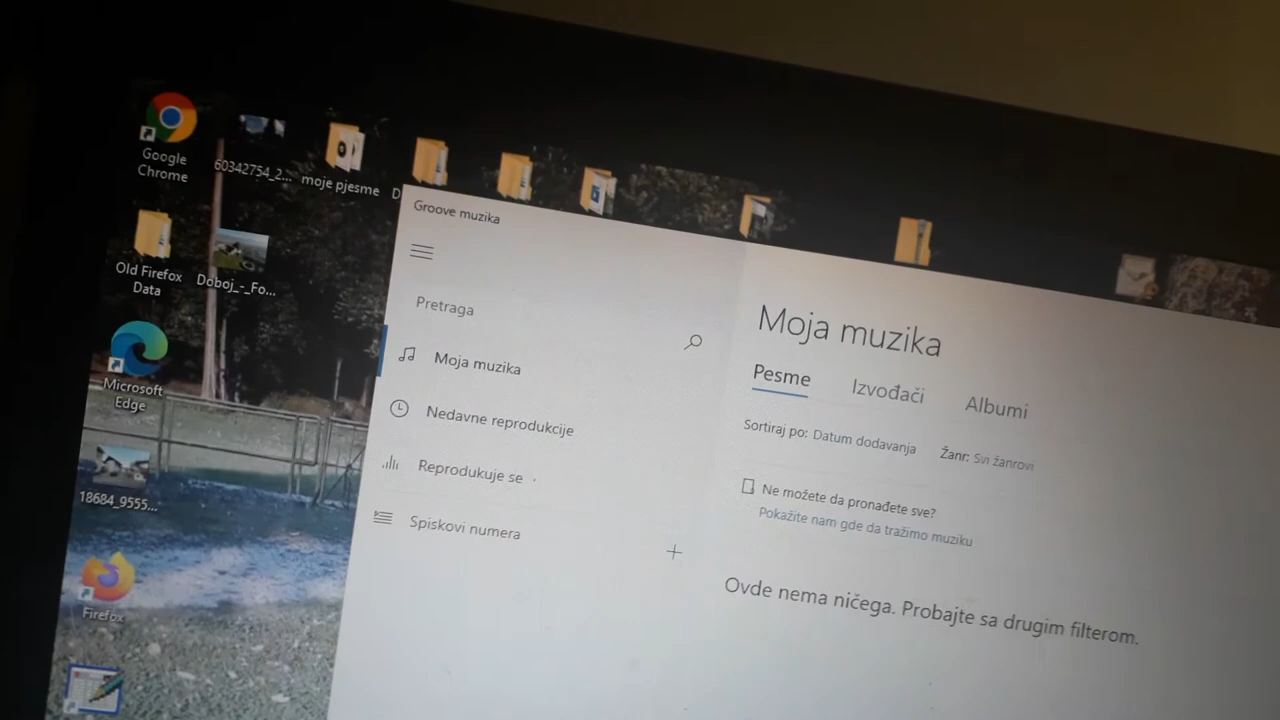 Google
Chrome
60342754_2...
moje pjesme
D
Old Firefox
Data
Doboj_-_Fo...
Microsoft
Edge
18684_9555...
Firefox
Groove muzika
Pretraga
Moja muzika
Nedavne reprodukcije
Reprodukuje se
Spiskovi numera
Moja muzika
Pesme
Izvođači
Albumi
Sortiraj po: Datum dodavanja
Žanr: Svi žanrovi
Ne možete da pronađete sve?
Pokažite nam gde da tražimo muziku
Ovde nema ničega. Probajte sa drugim filterom.